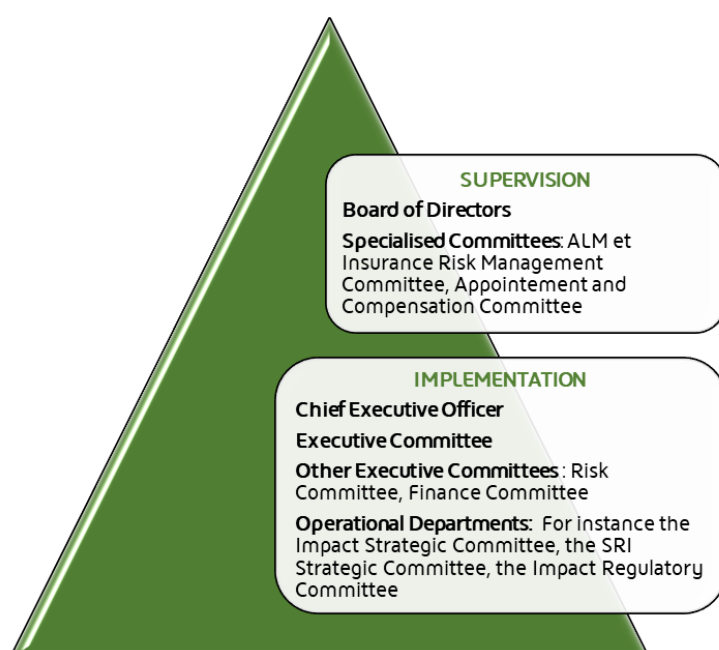 SUPERVISION
Board of Directors
Specialised Committees: ALM et
Insurance Risk Management
Committee, Appointement and
Compensation Committee
IMPLEMENTATION
Chief Executive Officer
Executive Committee
Other Executive Committees : Risk
Committee, Finance Committee
Operational Departments: For instance the
Impact Strategic Committee, the SRI
Strategic Committee, the Impact Regulatory
Committee